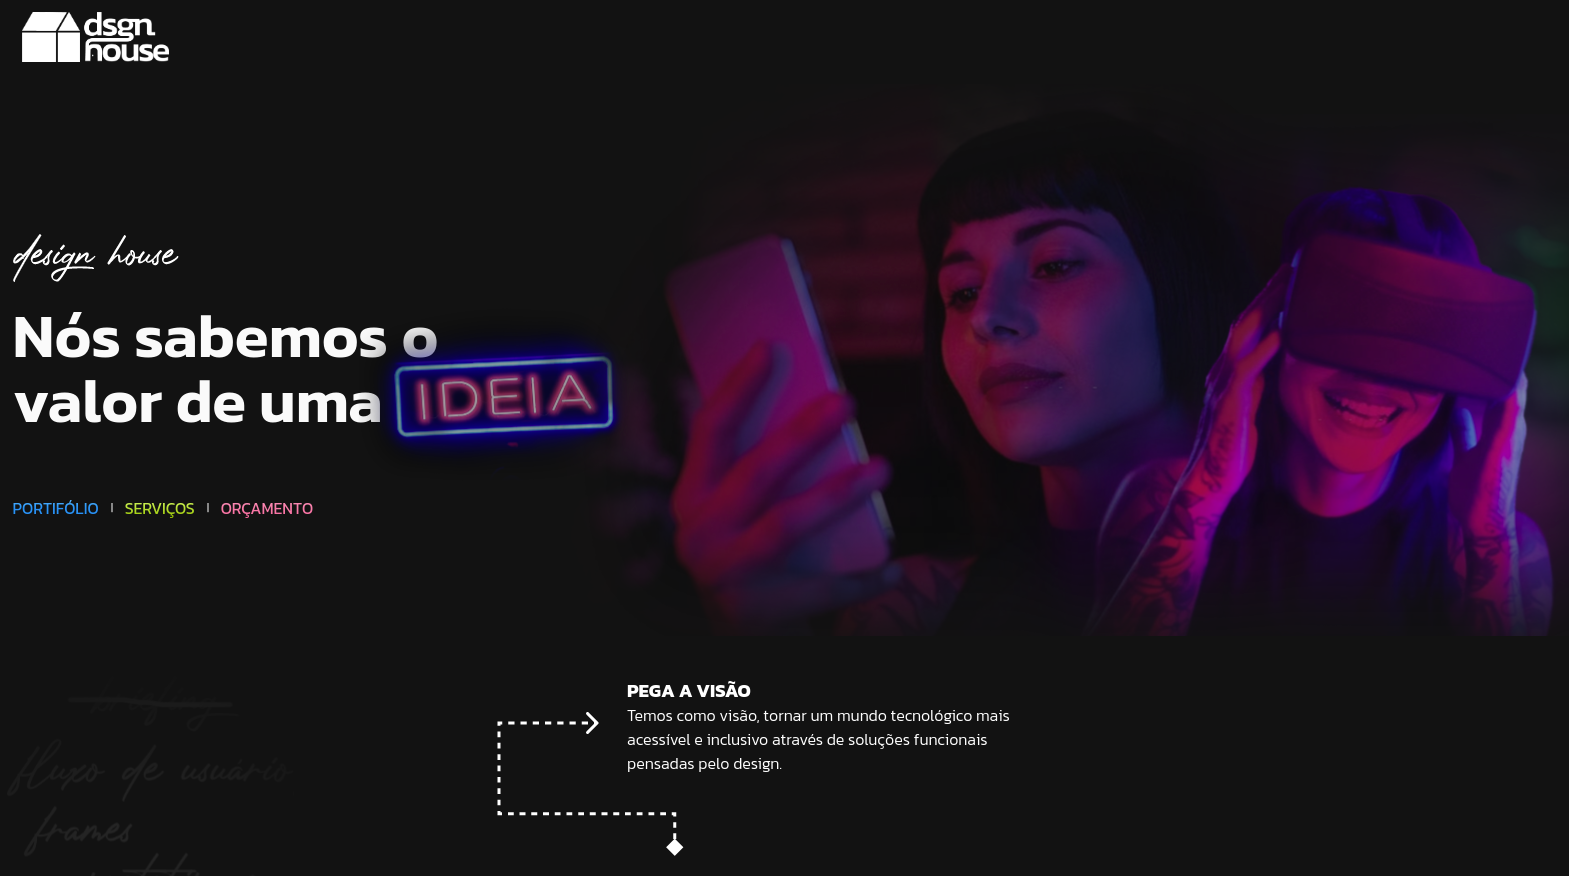 dsgn
house
design house
Nós sabemos o
valor de uma IDEIA
PORTIFÓLIO | SERVIÇOS | ORÇAMENTO
PEGA A VISÃO
Temos como visão, tornar um mundo tecnológico mais
acessível e inclusivo através de soluções funcionais
pensadas pelo design.
fluxo de usuário
frames